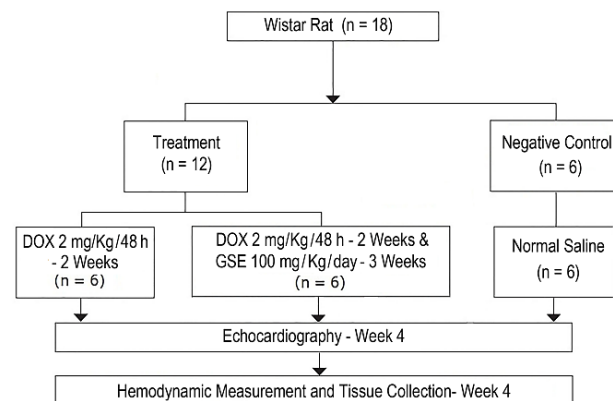 Wistar Rat (n = 18)
Treatment
(n = 12)
Negative Control
(n = 6)
DOX 2 mg/Kg/48 h
- 2 Weeks
(n = 6)
DOX 2 mg/Kg/48 h - 2 Weeks &
GSE 100 mg/Kg/day - 3 Weeks
(n = 6)
Normal Saline
(n = 6)
Echocardiography - Week 4
Hemodynamic Measurement and Tissue Collection- Week 4